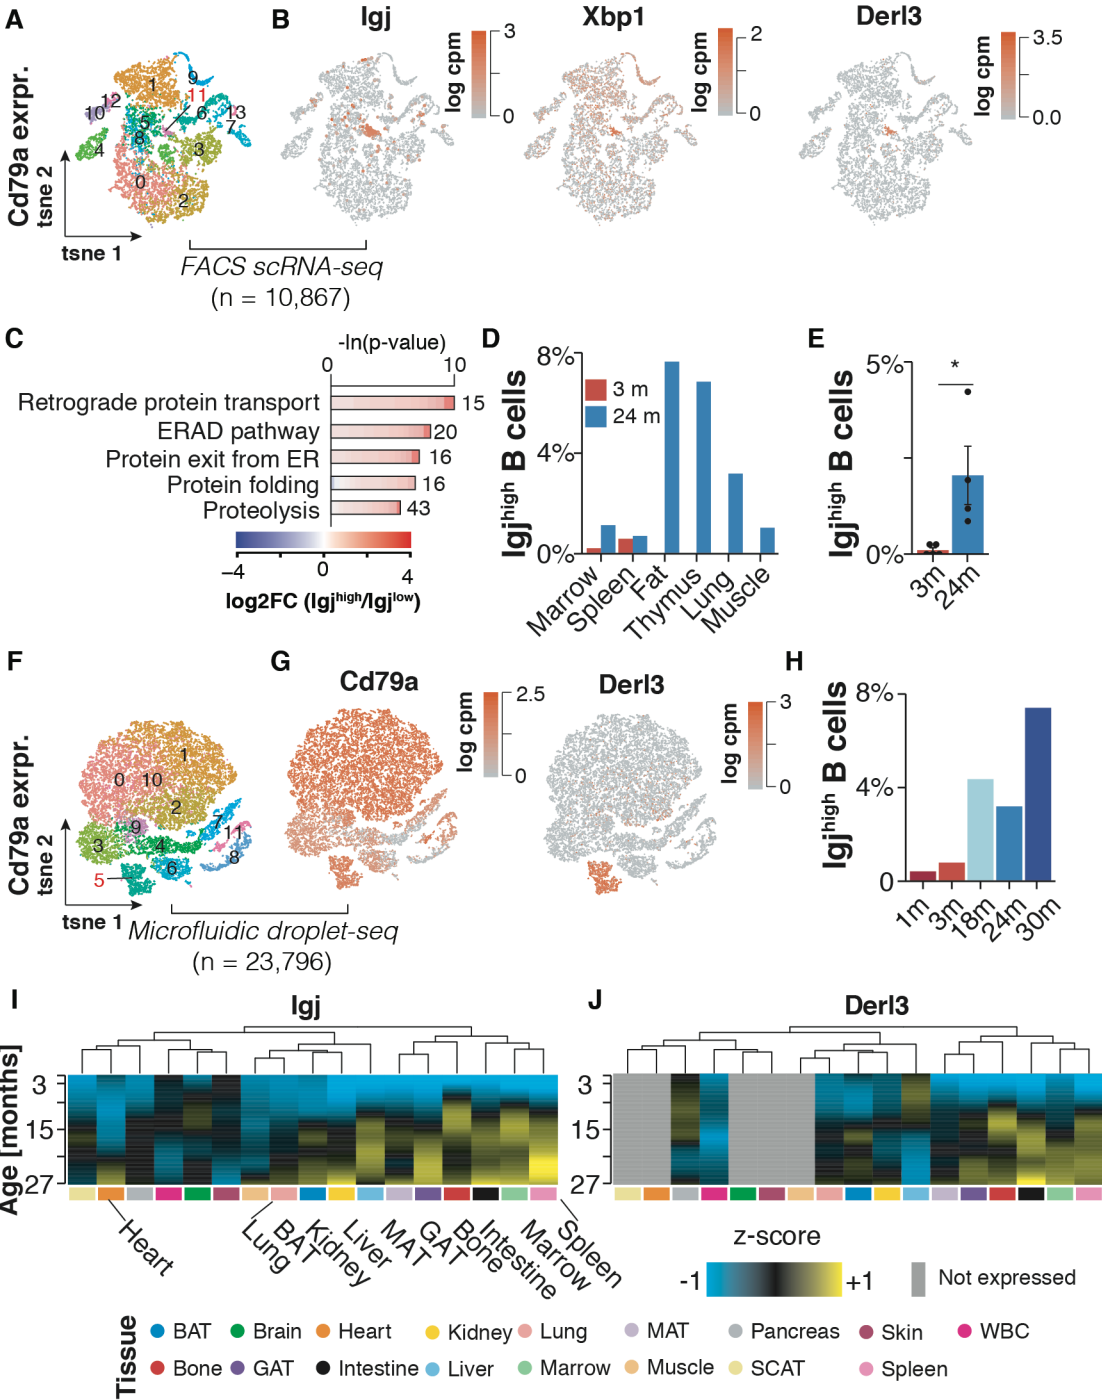 A
Cd79a exrpr.
tsne 2
tsne 1
1
9
11
12
10
6
13
7
5
8
4
3
0
2
B
Igj
log cpm
3
0
Xbp1
log cpm
2
0
Derl3
log cpm
3.5
0.0
FACS scRNA-seq
(n = 10,867)
C
-ln(p-value)
0
10
Retrograde protein transport
15
ERAD pathway
20
Protein exit from ER
16
Protein folding
16
Proteolysis
43
−4
0
4
log2FC (Igjhigh/Igjlow)
D
Igjhigh B cells
8%
4%
0%
3 m
24 m
Marrow
Spleen
Fat
Thymus
Lung
Muscle
E
Igjhigh B cells
5%
0%
*
3m
24m
F
Cd79a exrpr.
tsne 2
tsne 1
1
0
10
2
9
7
11
3
4
8
6
5
G
Cd79a
log cpm
2.5
0
Derl3
log cpm
3
0
Microfluidic droplet-seq
(n = 23,796)
H
Igjhigh B cells
8%
4%
0
1m
3m
18m
24m
30m
I
Igj
Age [months]
3
15
27
Heart
Lung
BAT
Kidney
Liver
MAT
GAT
Bone
Intestine
Marrow
Spleen
J
Derl3
3
15
27
z-score
-1
+1
Not expressed
Tissue
BAT
Brain
Heart
Kidney
Lung
MAT
Pancreas
Skin
WBC
Bone
GAT
Intestine
Liver
Marrow
Muscle
SCAT
Spleen